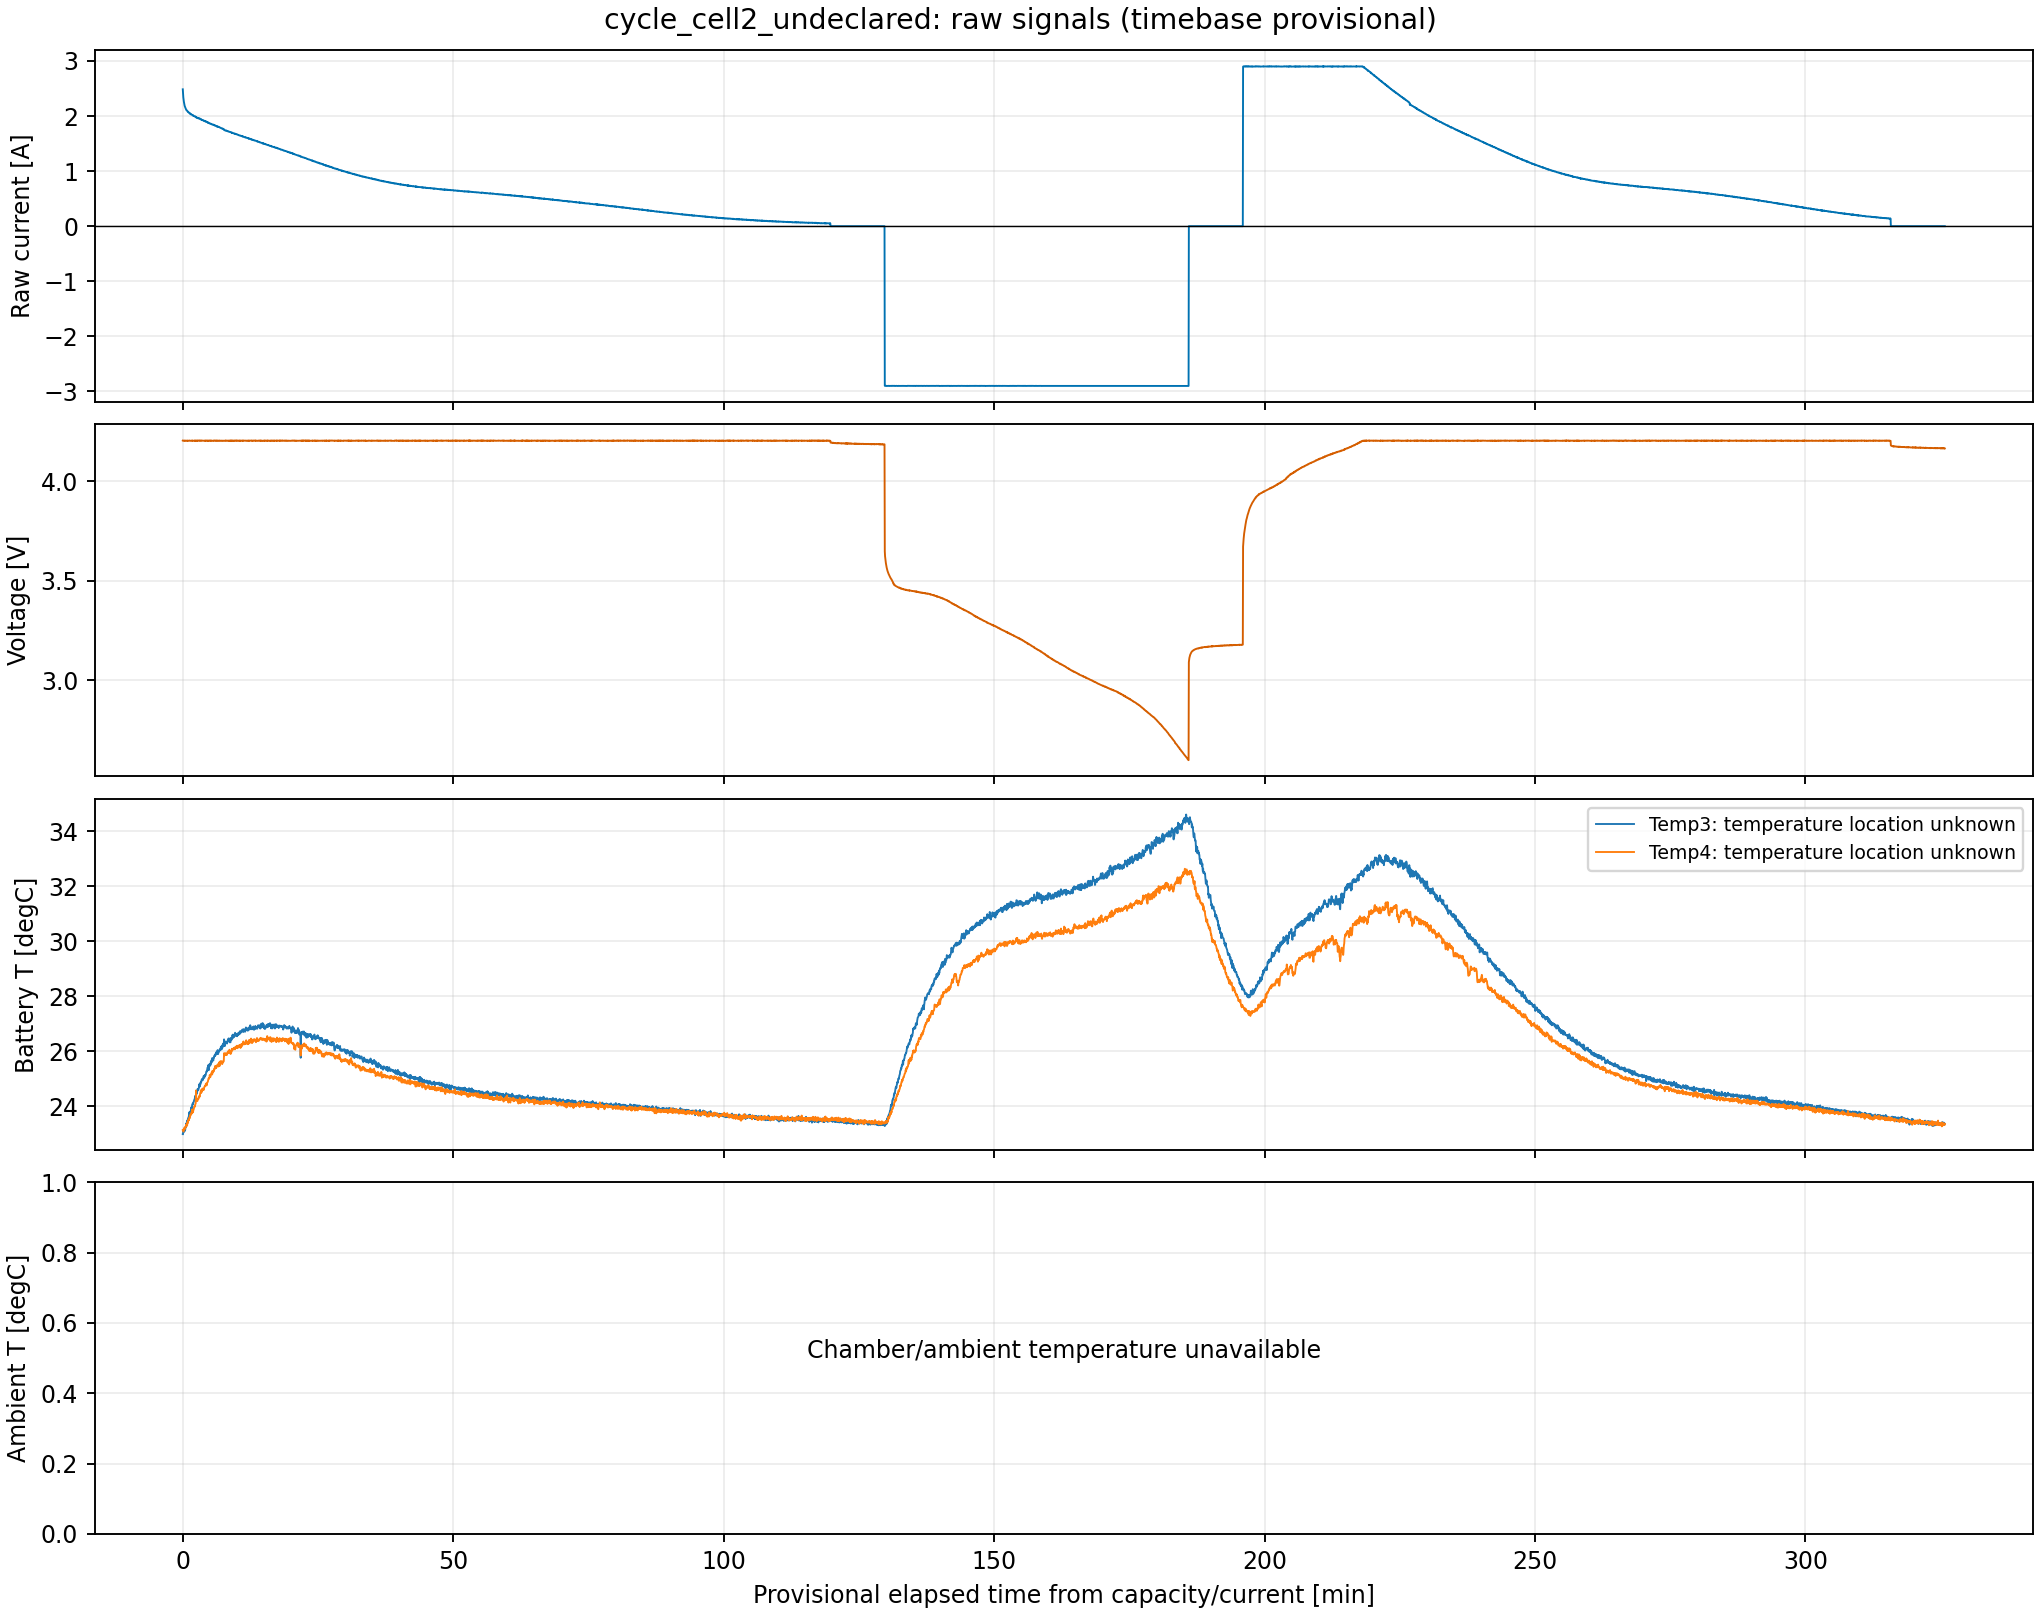 cycle_cell2_undeclared: raw signals (timebase provisional)
Raw current [A]
3
2
1
0
−1
−2
−3
Voltage [V]
4.0
3.5
3.0
Battery T [degC]
34
32
30
28
26
24
Temp3: temperature location unknown
Temp4: temperature location unknown
Ambient T [degC]
1.0
0.8
0.6
0.4
0.2
0.0
Chamber/ambient temperature unavailable
0 50 100 150 200 250 300
Provisional elapsed time from capacity/current [min]